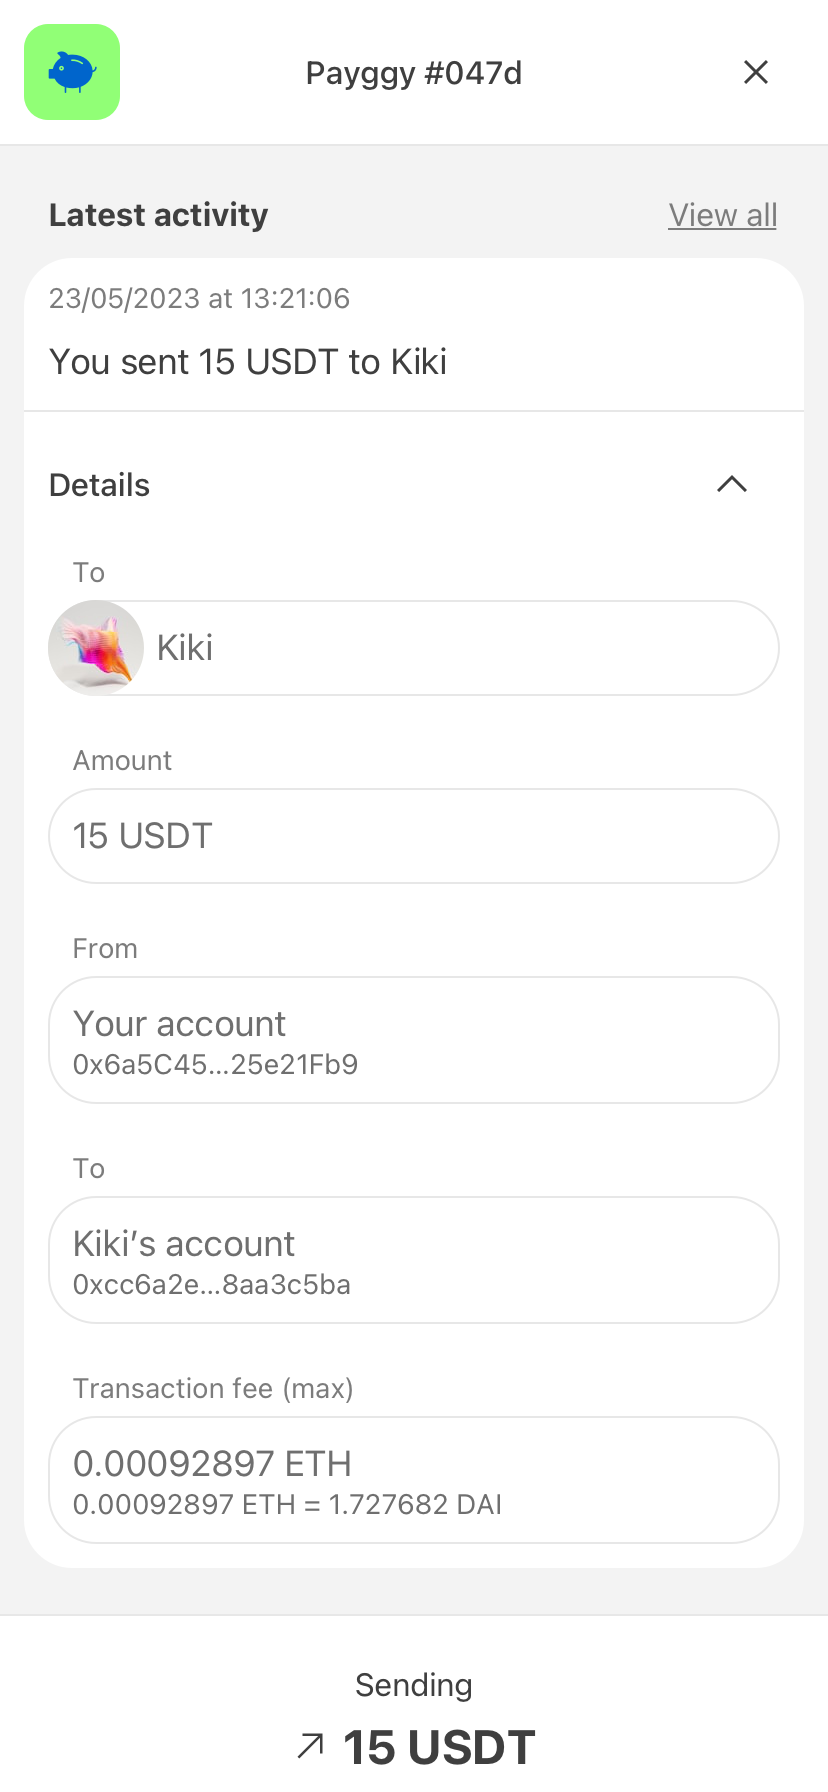 Payggy #047d
Latest activity
View all
23/05/2023 at 13:21:06
You sent 15 USDT to Kiki
Details
To
Kiki
Amount
15 USDT
From
Your account
0x6a5C45...25e21Fb9
To
Kiki’s account
0xcc6a2e...8aa3c5ba
Transaction fee (max)
0.00092897 ETH
0.00092897 ETH = 1.727682 DAI
Sending
15 USDT